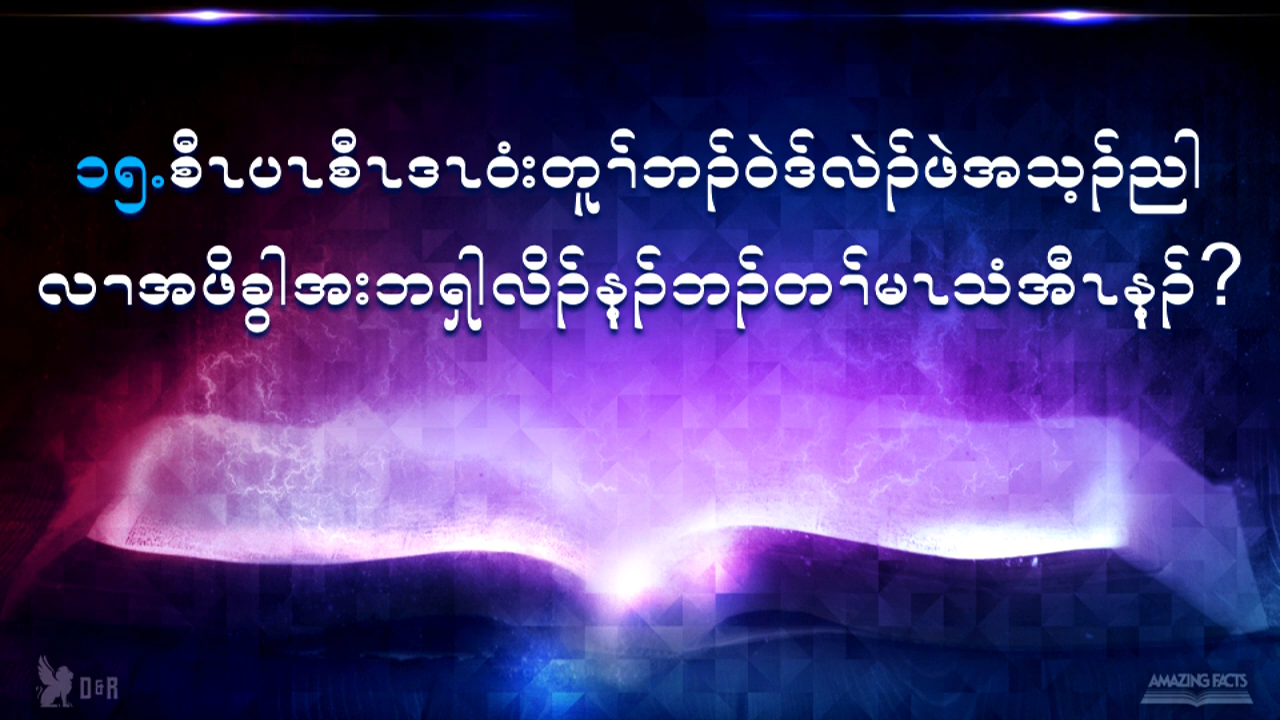 ၁၅.စီၤပၤစီၤဒၤဝံးတူၢ်ဘၣ်ဝဲဒ်လဲၣ်ဖဲအသ့ၣ်ညါ
လၢအဖိခွါအးဘရှါလိၣ်န့ၣ်ဘၣ်တၢ်မၤသံအီၤန့ၣ်?
D&R
AMAZING FACTS